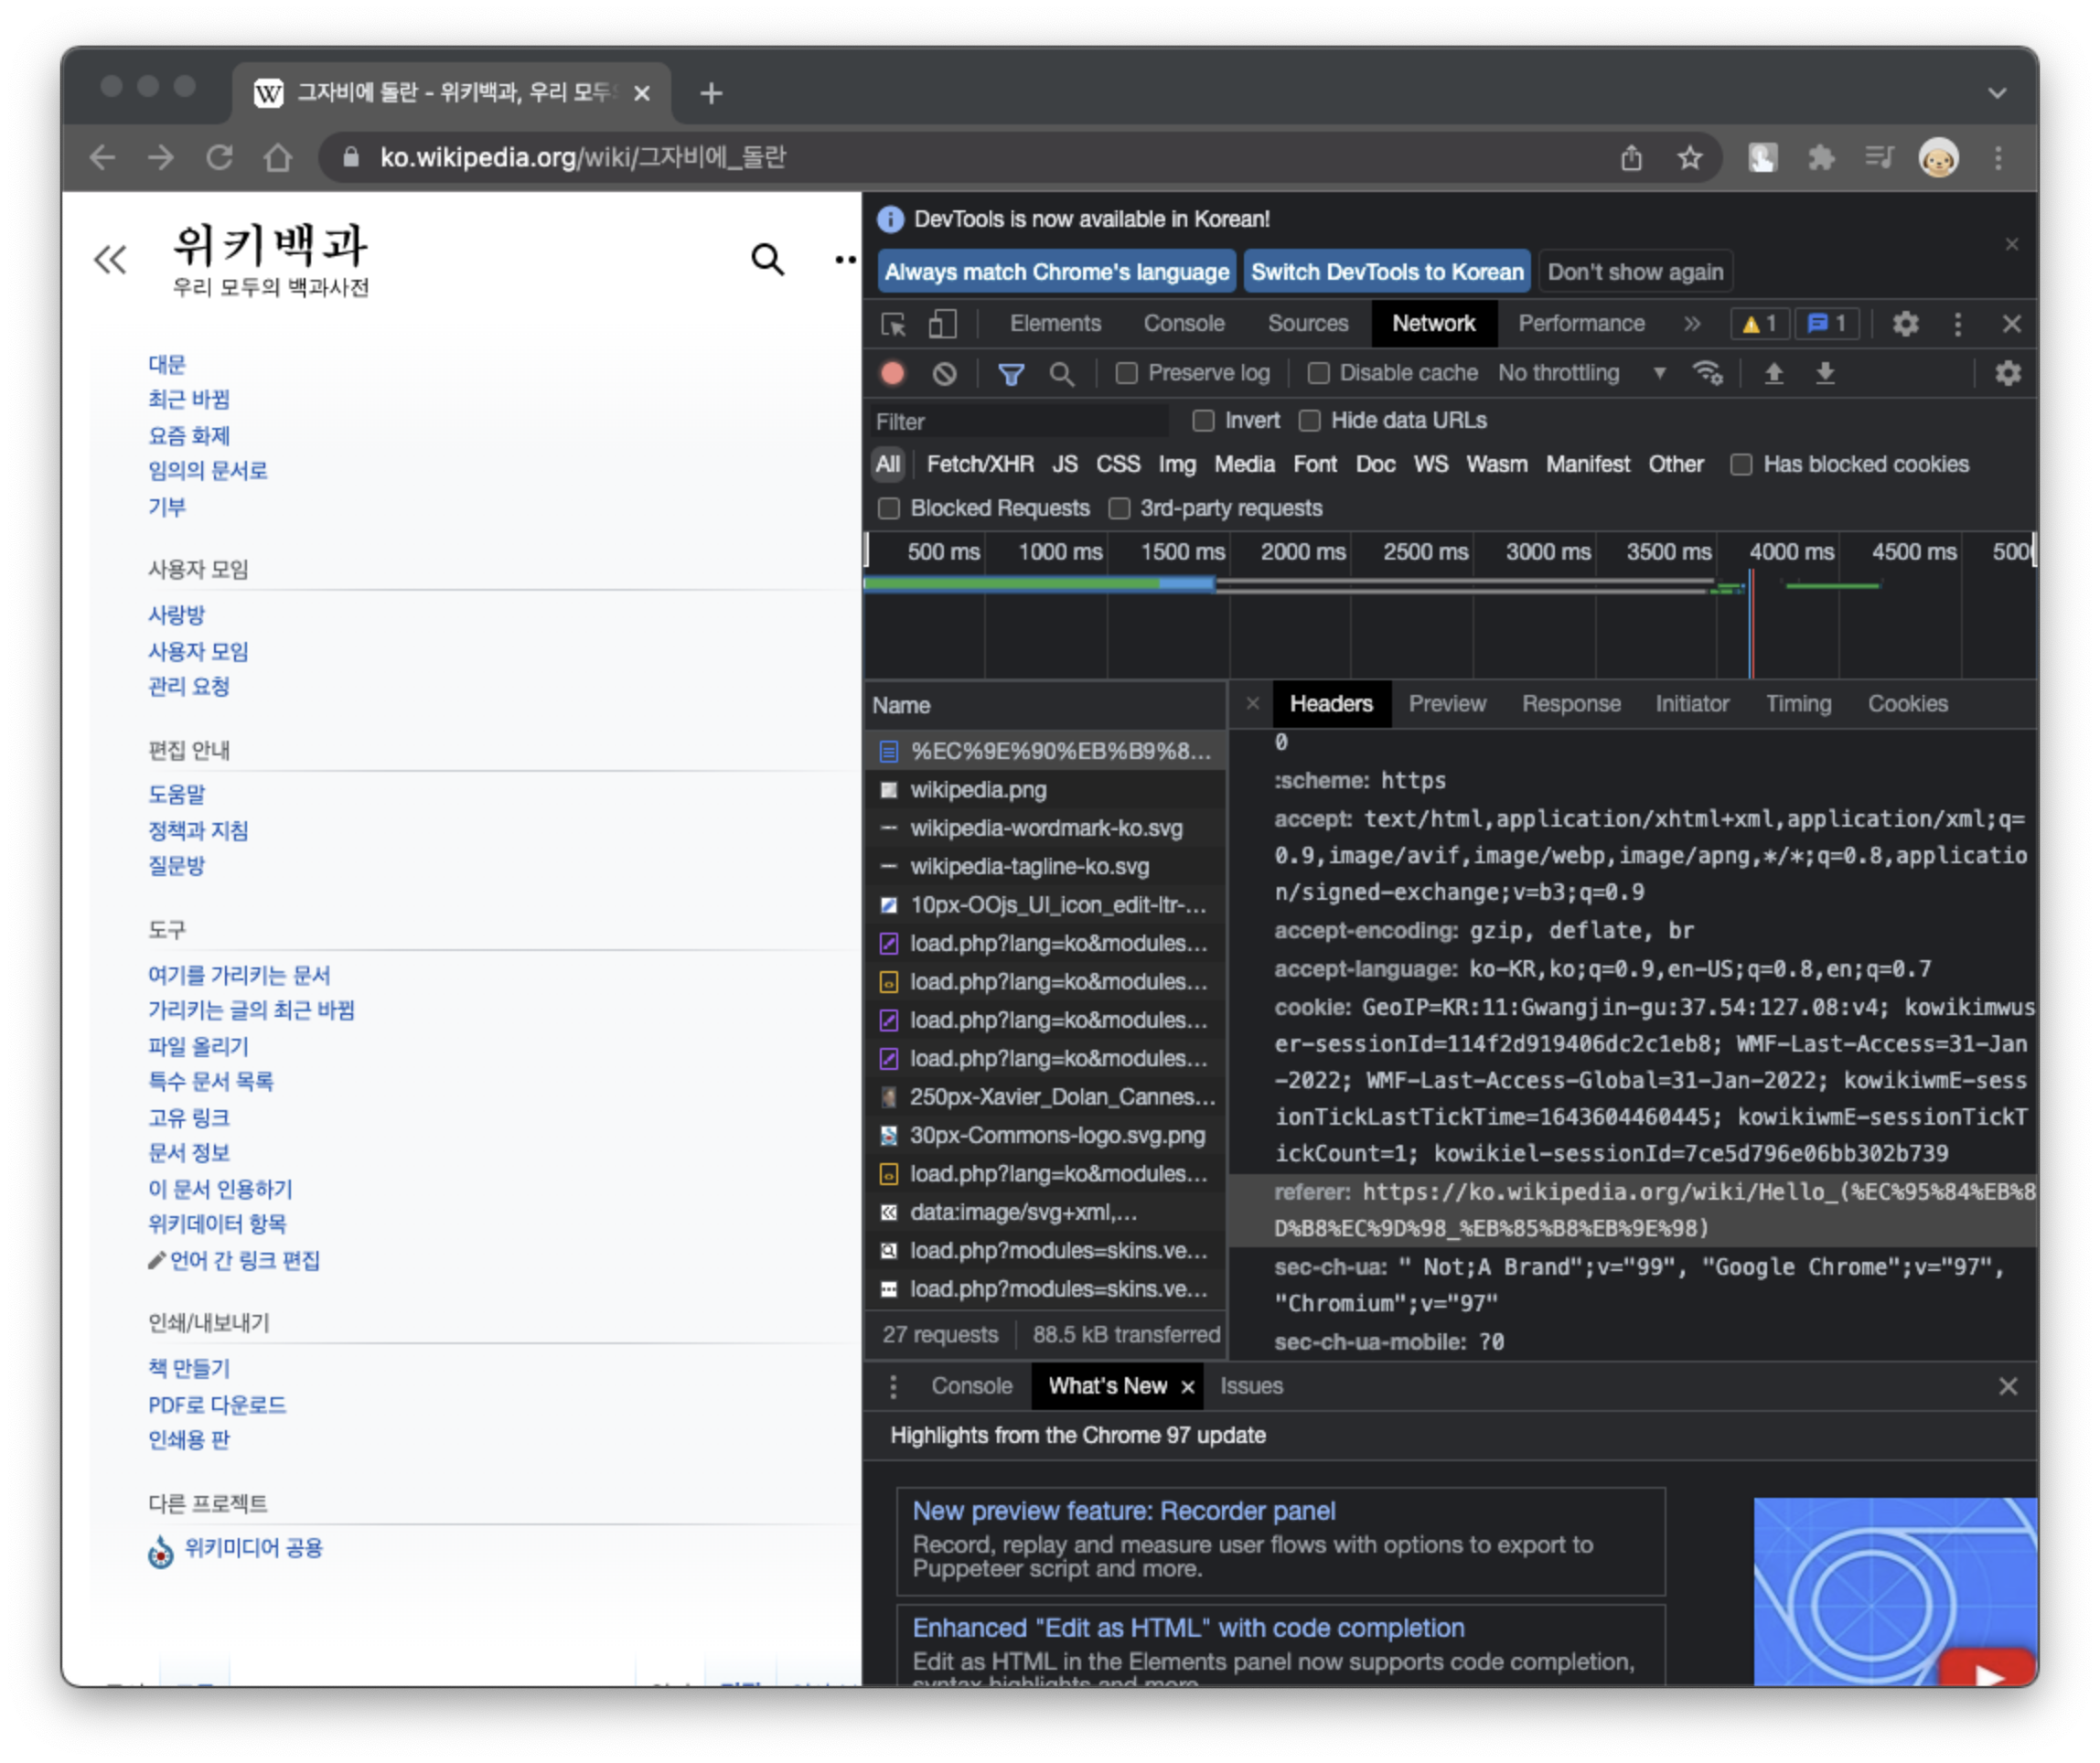 그자비에 돌란 - 위키백과, 우리 모두의
ko.wikipedia.org/wiki/그자비에_돌란
위키백과
우리 모두의 백과사전
대문
최근 바뀜
요즘 화제
임의의 문서로
기부
사용자 모임
사랑방
사용자 모임
관리 요청
편집 안내
도움말
정책과 지침
질문방
도구
여기를 가리키는 문서
가리키는 글의 최근 바뀜
파일 올리기
특수 문서 목록
고유 링크
문서 정보
이 문서 인용하기
위키데이터 항목
언어 간 링크 편집
인쇄/내보내기
책 만들기
PDF로 다운로드
인쇄용 판
다른 프로젝트
위키미디어 공용
DevTools is now available in Korean!
Always match Chrome's language Switch DevTools to Korean Don't show again
Elements Console Sources Network Performance 1 1
Preserve log Disable cache No throttling
Filter Invert Hide data URLs
All Fetch/XHR JS CSS Img Media Font Doc WS Wasm Manifest Other Has blocked cookies
Blocked Requests 3rd-party requests
500 ms 1000 ms 1500 ms 2000 ms 2500 ms 3000 ms 3500 ms 4000 ms 4500 ms 500
Name
%EC%9E%90%EB%B9%8...
wikipedia.png
wikipedia-wordmark-ko.svg
wikipedia-tagline-ko.svg
10px-OOjs_UI_icon_edit-ltr-...
load.php?lang=ko&modules...
load.php?lang=ko&modules...
load.php?lang=ko&modules...
load.php?lang=ko&modules...
250px-Xavier_Dolan_Cannes...
30px-Commons-logo.svg.png
load.php?lang=ko&modules...
data:image/svg+xml,...
load.php?modules=skins.ve...
load.php?modules=skins.ve...
27 requests 88.5 kB transferred
Headers Preview Response Initiator Timing Cookies
0
:scheme: https
accept: text/html,application/xhtml+xml,application/xml;q=
0.9,image/avif,image/webp,image/apng,*/*;q=0.8,applicatio
n/signed-exchange;v=b3;q=0.9
accept-encoding: gzip, deflate, br
accept-language: ko-KR,ko;q=0.9,en-US;q=0.8,en;q=0.7
cookie: GeoIP=KR:11:Gwangjin-gu:37.54:127.08:v4; kowikimwus
er-sessionId=114f2d919406dc2c1eb8; WMF-Last-Access=31-Jan
-2022; WMF-Last-Access-Global=31-Jan-2022; kowikiwmE-sess
ionTickLastTickTime=1643604460445; kowikiwmE-sessionTickT
ickCount=1; kowikiel-sessionId=7ce5d796e06bb302b739
referer: https://ko.wikipedia.org/wiki/Hello_(%EC%95%84%EB%8
D%B8%EC%9D%98_%EB%85%B8%EB%9E%98)
sec-ch-ua: " Not;A Brand";v="99", "Google Chrome";v="97",
"Chromium";v="97"
sec-ch-ua-mobile: ?0
Console What's New Issues
Highlights from the Chrome 97 update
New preview feature: Recorder panel
Record, replay and measure user flows with options to export to
Puppeteer script and more.
Enhanced "Edit as HTML" with code completion
Edit as HTML in the Elements panel now supports code completion,
syntax highlights and more